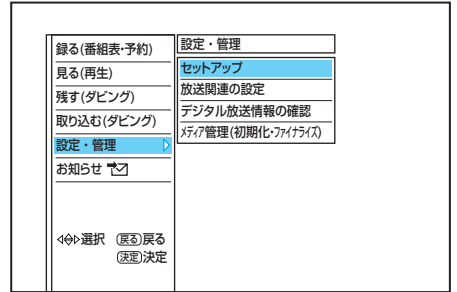 録る(番組表・予約)
見る(再生)
残す(ダビング)
取り込む(ダビング)
設定・管理
お知らせ
選択 戻る戻る
決定決定
設定・管理
セットアップ
放送関連の設定
デジタル放送情報の確認
メディア管理(初期化・ファイナライズ)